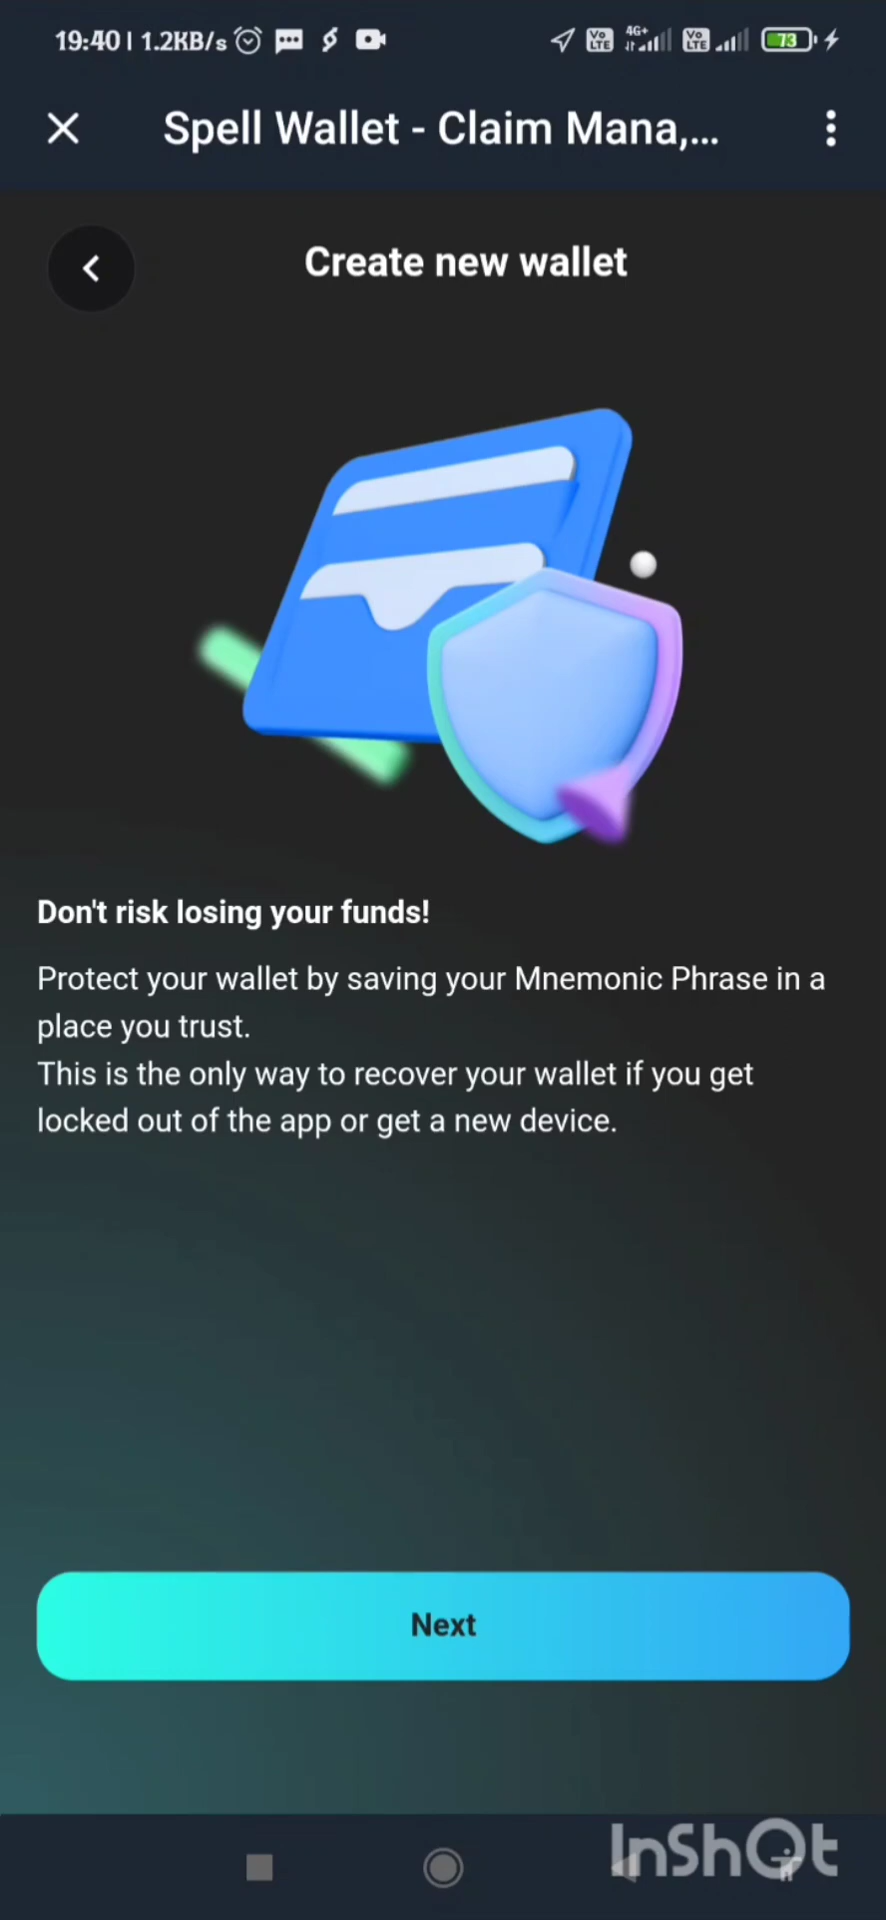 19:40 | 1.2KB/s 4G+ 73
Spell Wallet - Claim Mana,...
Create new wallet
Don't risk losing your funds!
Protect your wallet by saving your Mnemonic Phrase in a
place you trust.
This is the only way to recover your wallet if you get
locked out of the app or get a new device.
Next
InShOt